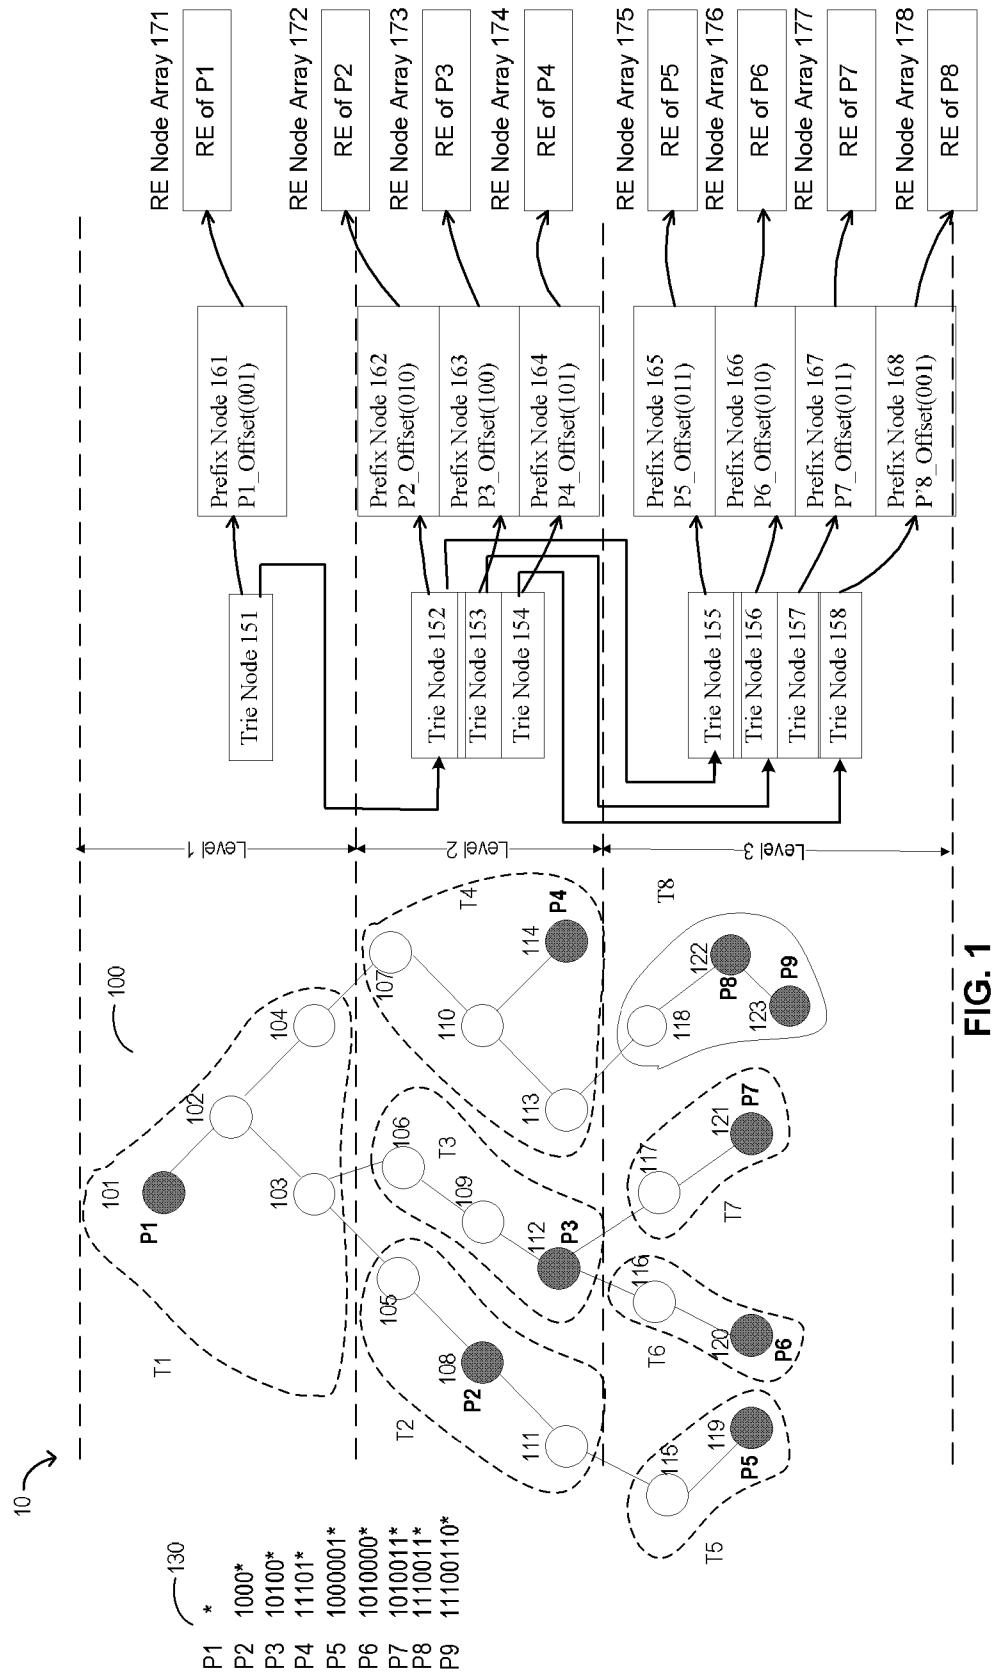 10
130
P1 *
P2 1000*
P3 10100*
P4 11101*
P5 1000001*
P6 1010000*
P7 1010011*
P8 1110011*
P9 11100110*
100
T1
101
P1
102
103
104
T2
105
108
P2
111
T3
106
109
112
P3
T4
107
110
113
114
P4
T5
115
119
P5
T6
116
120
P6
T7
117
121
P7
T8
118
122
P8
123
P9
Level 1
Level 2
Level 3
Trie Node 151
Trie Node 152
Trie Node 153
Trie Node 154
Trie Node 155
Trie Node 156
Trie Node 157
Trie Node 158
Prefix Node 161
P1_Offset(001)
Prefix Node 162
P2_Offset(010)
Prefix Node 163
P3_Offset(100)
Prefix Node 164
P4_Offset(101)
Prefix Node 165
P5_Offset(011)
Prefix Node 166
P6_Offset(010)
Prefix Node 167
P7_Offset(011)
Prefix Node 168
P'8_Offset(001)
RE Node Array 171
RE of P1
RE Node Array 172
RE of P2
RE Node Array 173
RE of P3
RE Node Array 174
RE of P4
RE Node Array 175
RE of P5
RE Node Array 176
RE of P6
RE Node Array 177
RE of P7
RE Node Array 178
RE of P8
FIG. 1